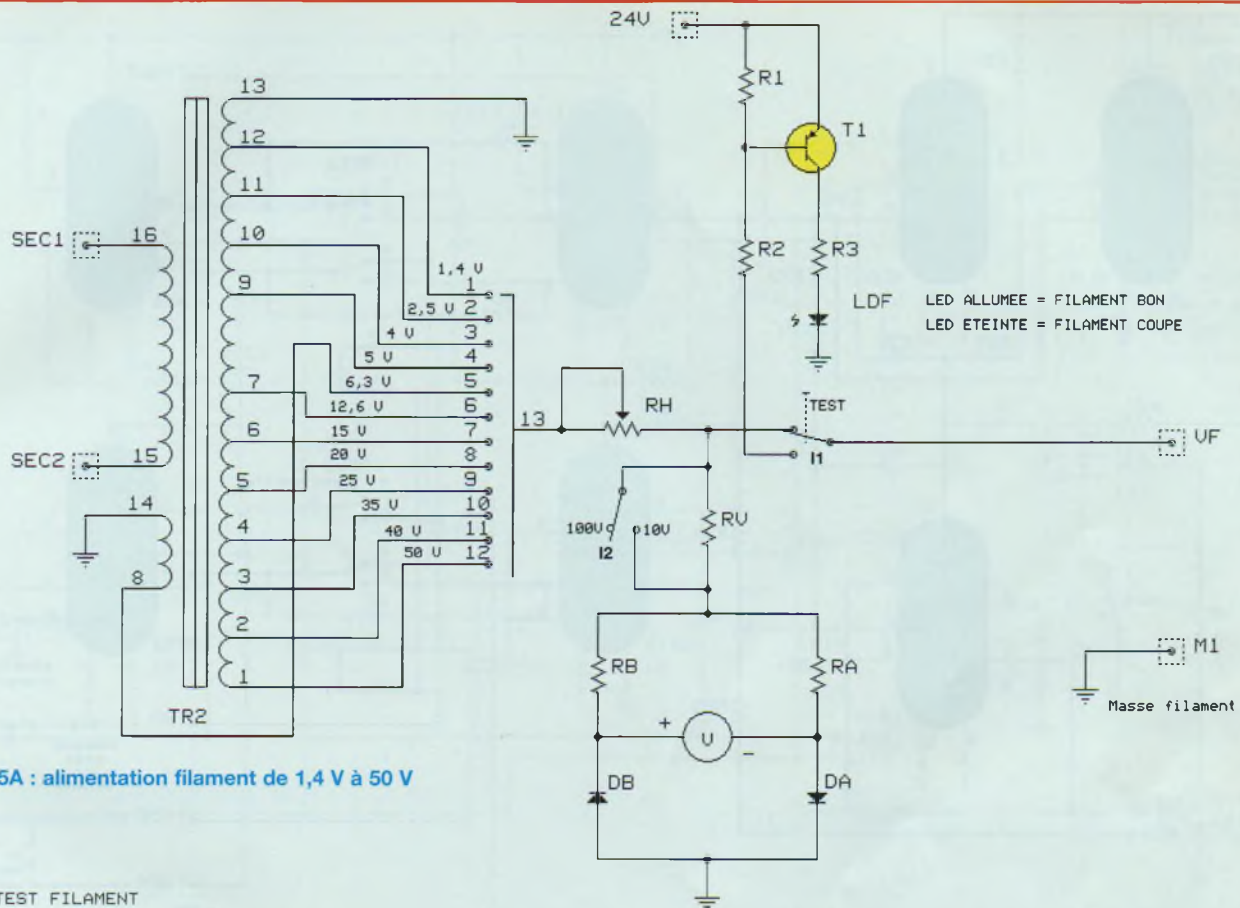 24V
13
R1
T1
12
11
SEC1
16
10
R2
R3
1,4 V
1
9
2,5 V
2
LDF
LED ALLUMEE = FILAMENT BON
4 V
3
LED ETEINTE = FILAMENT COUPE
5 V
4
7
6,3 V
5
12,6 V
6
13
RH
TEST
6
15 V
7
VF
SEC2
15
20 V
8
I1
5
25 V
9
14
35 V
10
4
40 V
11
100V
10V
RV
50 V
12
I2
8
3
2
RB
RA
M1
1
Masse filament
TR2
+
V
-
5A : alimentation filament de 1,4 V à 50 V
DB
DA
TEST FILAMENT